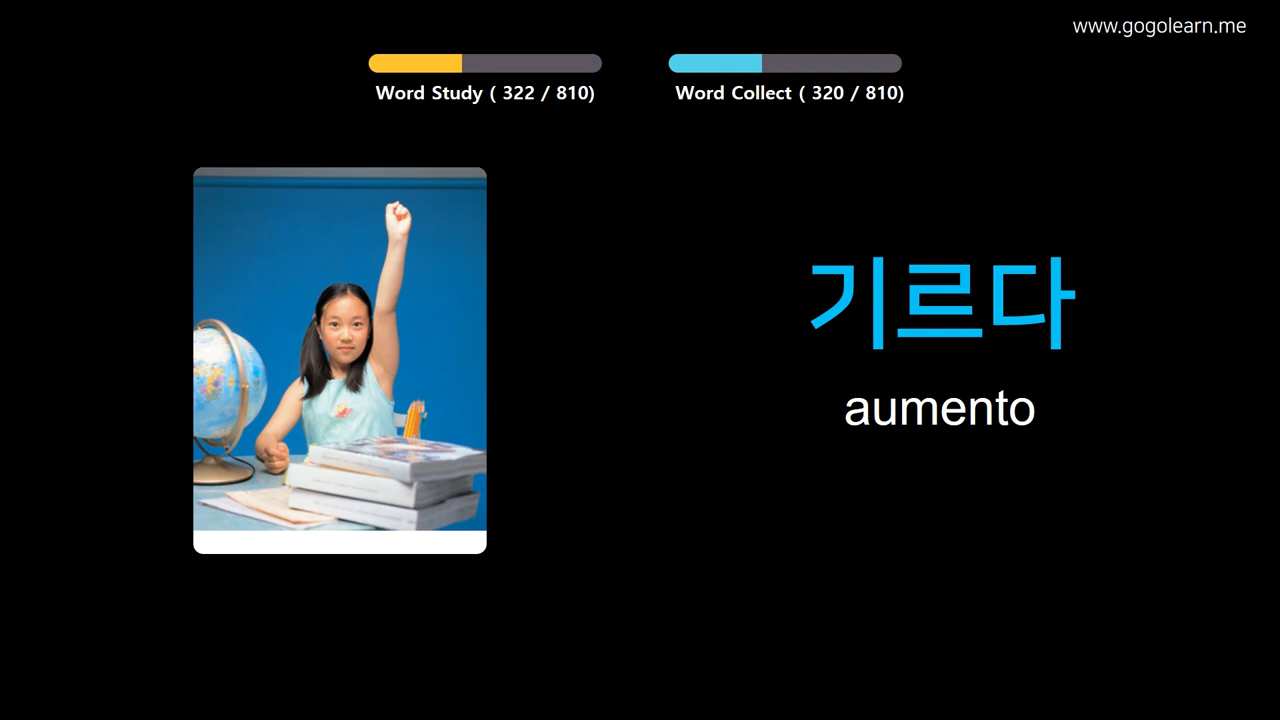 www.gogolearn.me
Word Study ( 322 / 810)
Word Collect ( 320 / 810)
기르다
aumento